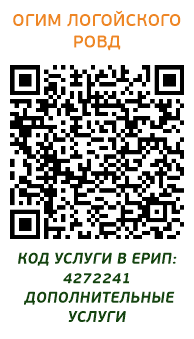 ОГИМ ЛОГОЙСКОГО
РОВД
КОД УСЛУГИ В ЕРИП:
4272241
ДОПОЛНИТЕЛЬНЫЕ
УСЛУГИ